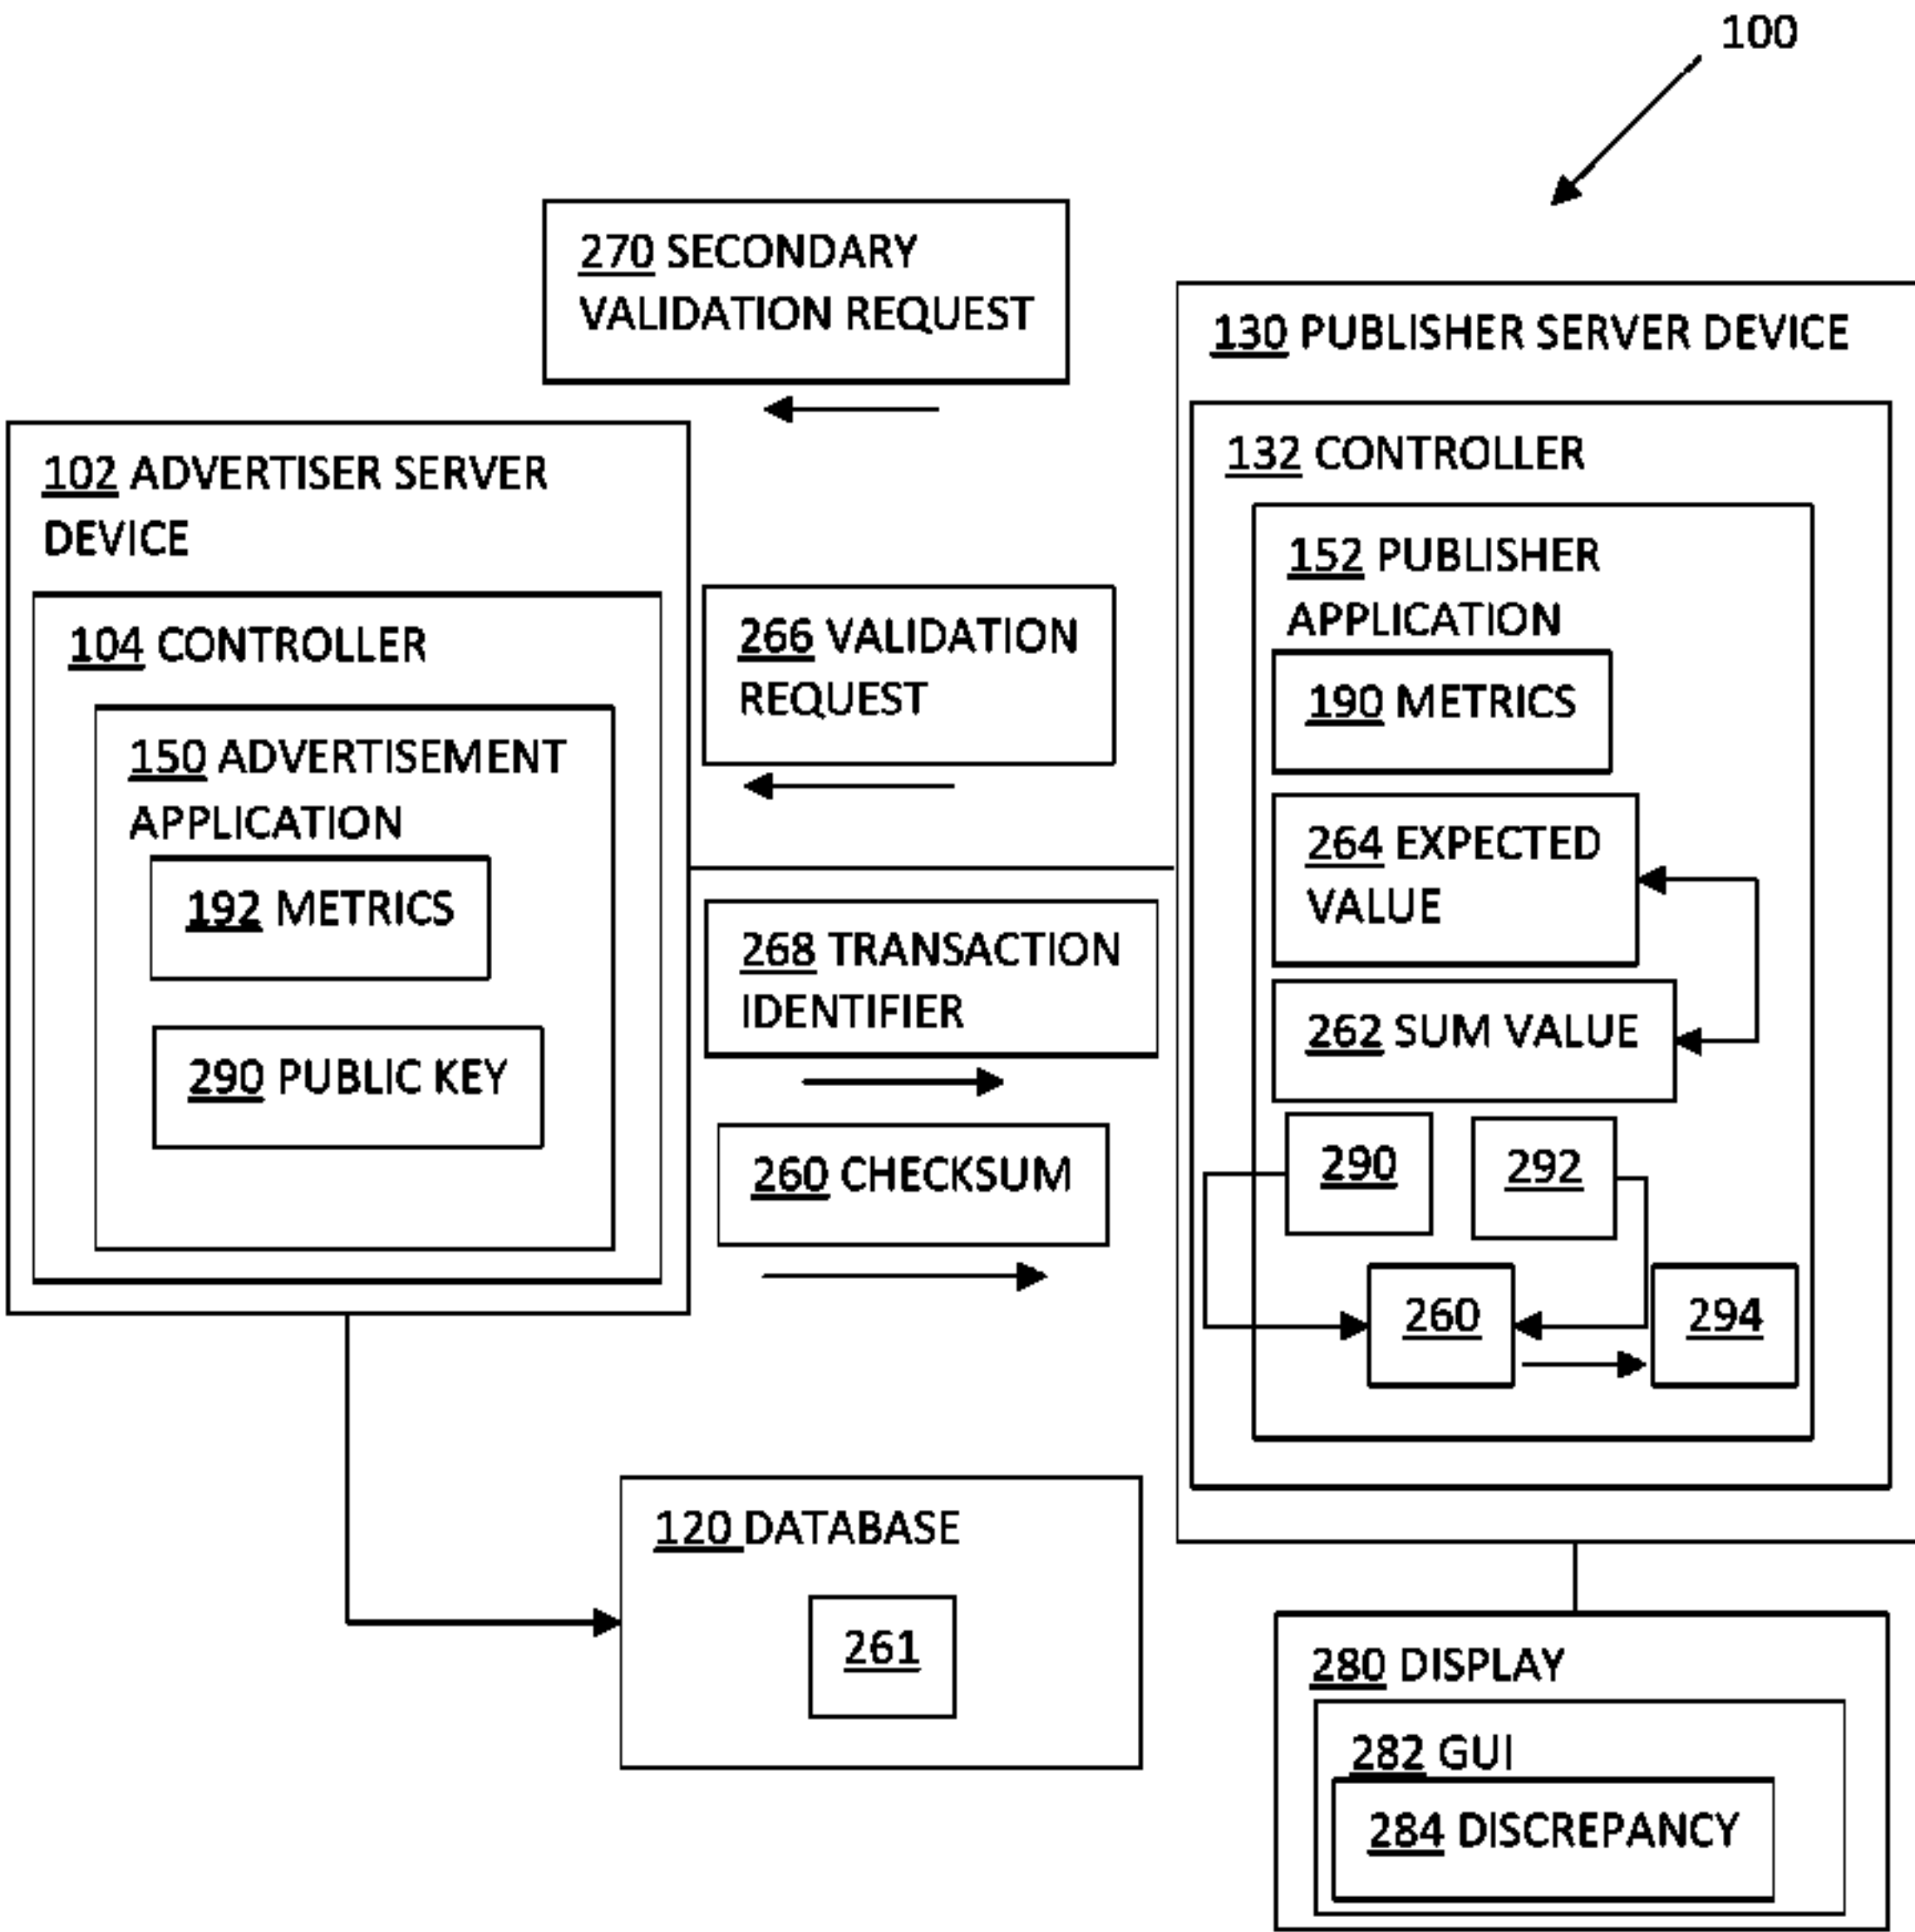 100
270 SECONDARY
VALIDATION REQUEST
130 PUBLISHER SERVER DEVICE
102 ADVERTISER SERVER
DEVICE
132 CONTROLLER
152 PUBLISHER
APPLICATION
104 CONTROLLER
266 VALIDATION
REQUEST
190 METRICS
150 ADVERTISEMENT
APPLICATION
264 EXPECTED
VALUE
192 METRICS
268 TRANSACTION
IDENTIFIER
262 SUM VALUE
290 PUBLIC KEY
260 CHECKSUM
290
292
260
294
120 DATABASE
261
280 DISPLAY
282 GUI
284 DISCREPANCY